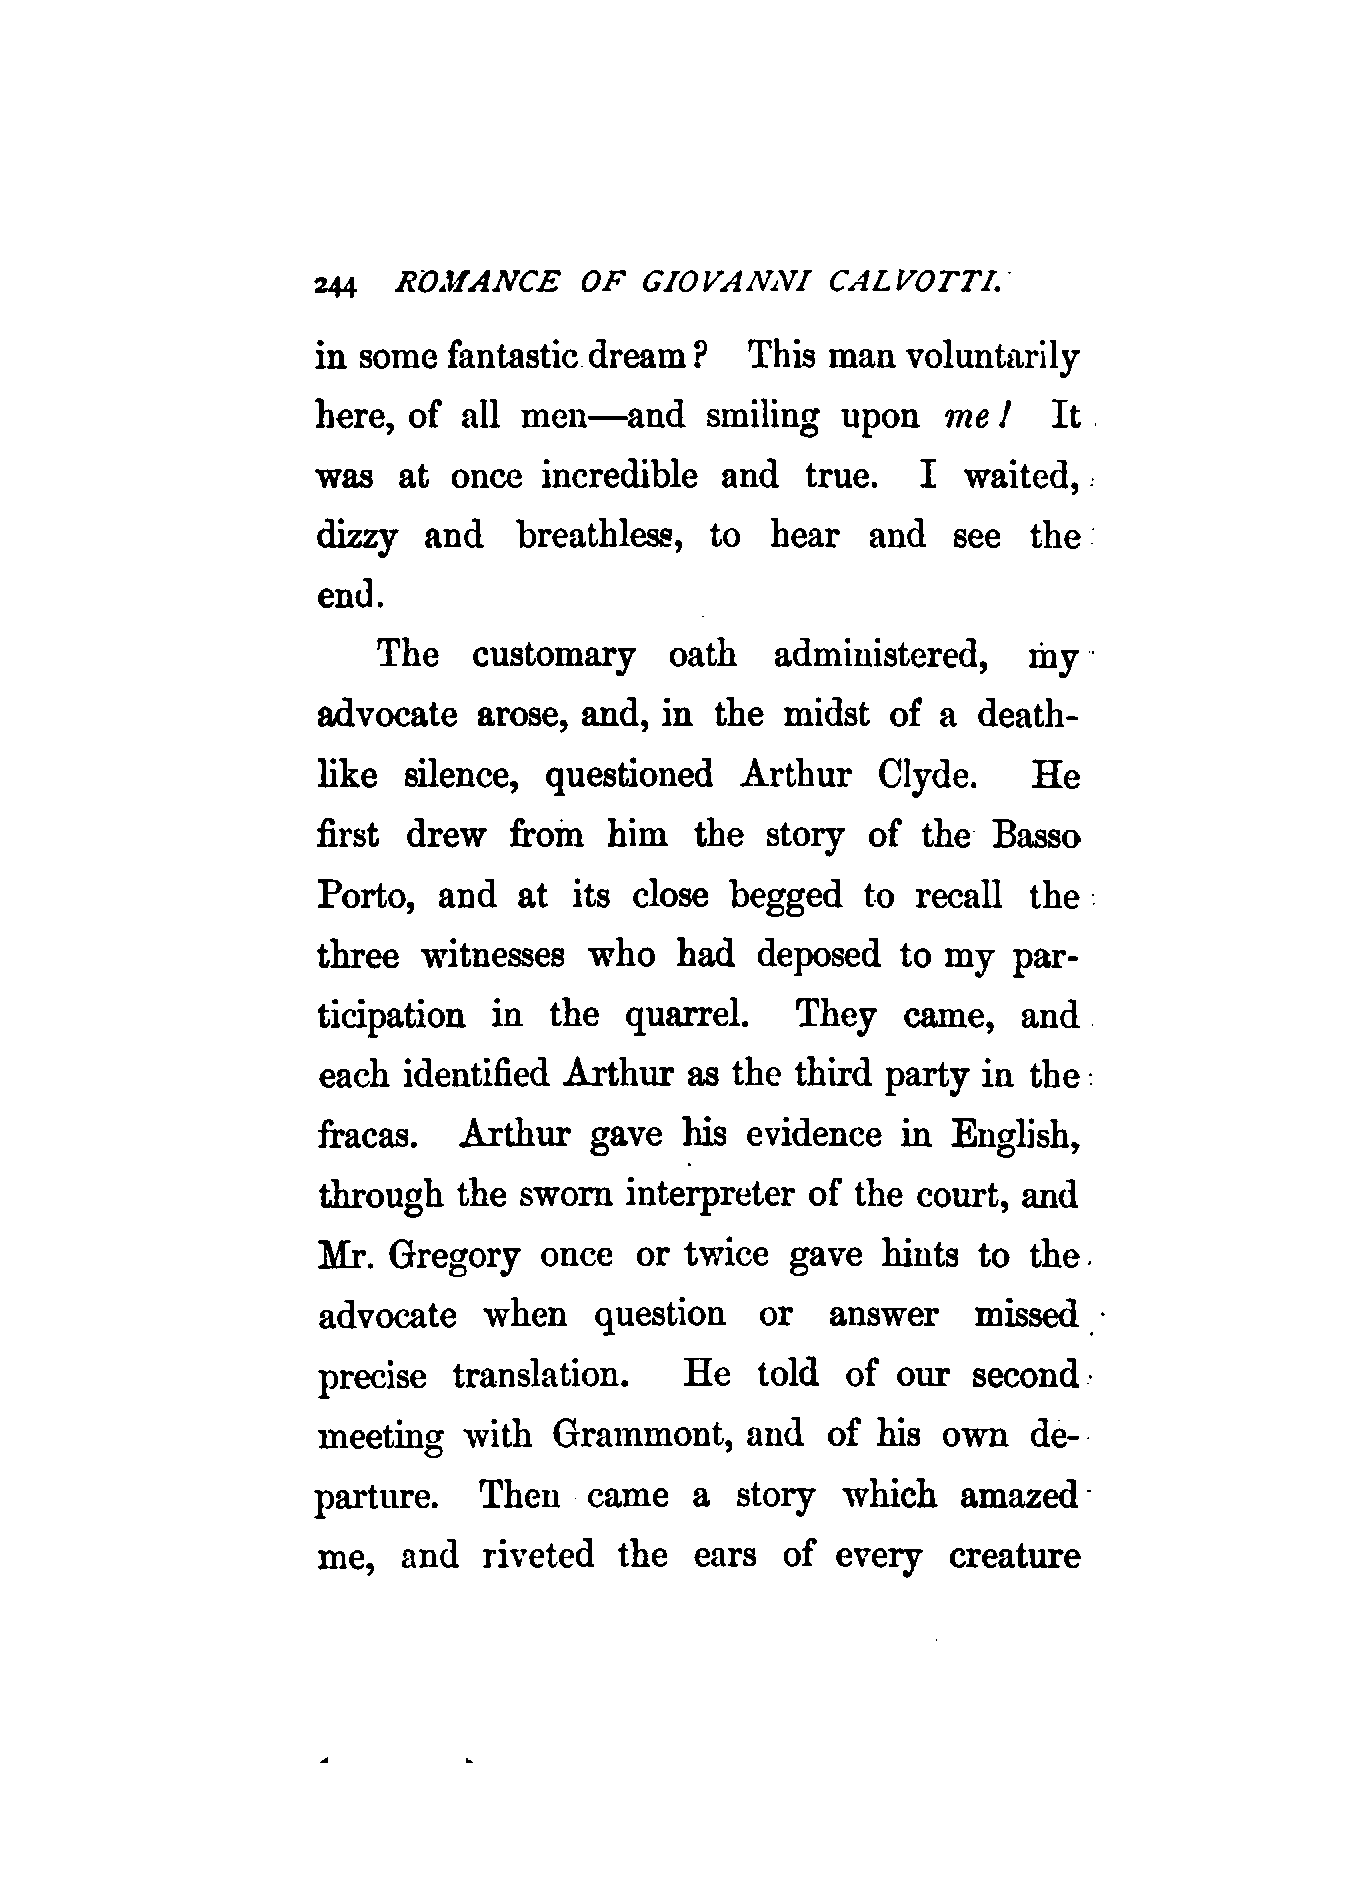 244 ROMANCE OF GIOVANNI CALVOTTI.
in some fantastic dream? This man voluntarily
here, of all men—and smiling upon me! It
was at once incredible and true. I waited,
dizzy and breathless, to hear and see the
end.
The customary oath administered, my
advocate arose, and, in the midst of a death-
like silence, questioned Arthur Clyde. He
first drew from him the story of the Basso
Porto, and at its close begged to recall the
three witnesses who had deposed to my par-
ticipation in the quarrel. They came, and
each identified Arthur as the third party in the
fracas. Arthur gave his evidence in English,
through the sworn interpreter of the court, and
Mr. Gregory once or twice gave hints to the
advocate when question or answer missed
precise translation. He told of our second
meeting with Grammont, and of his own de-
parture. Then came a story which amazed
me, and riveted the ears of every creature